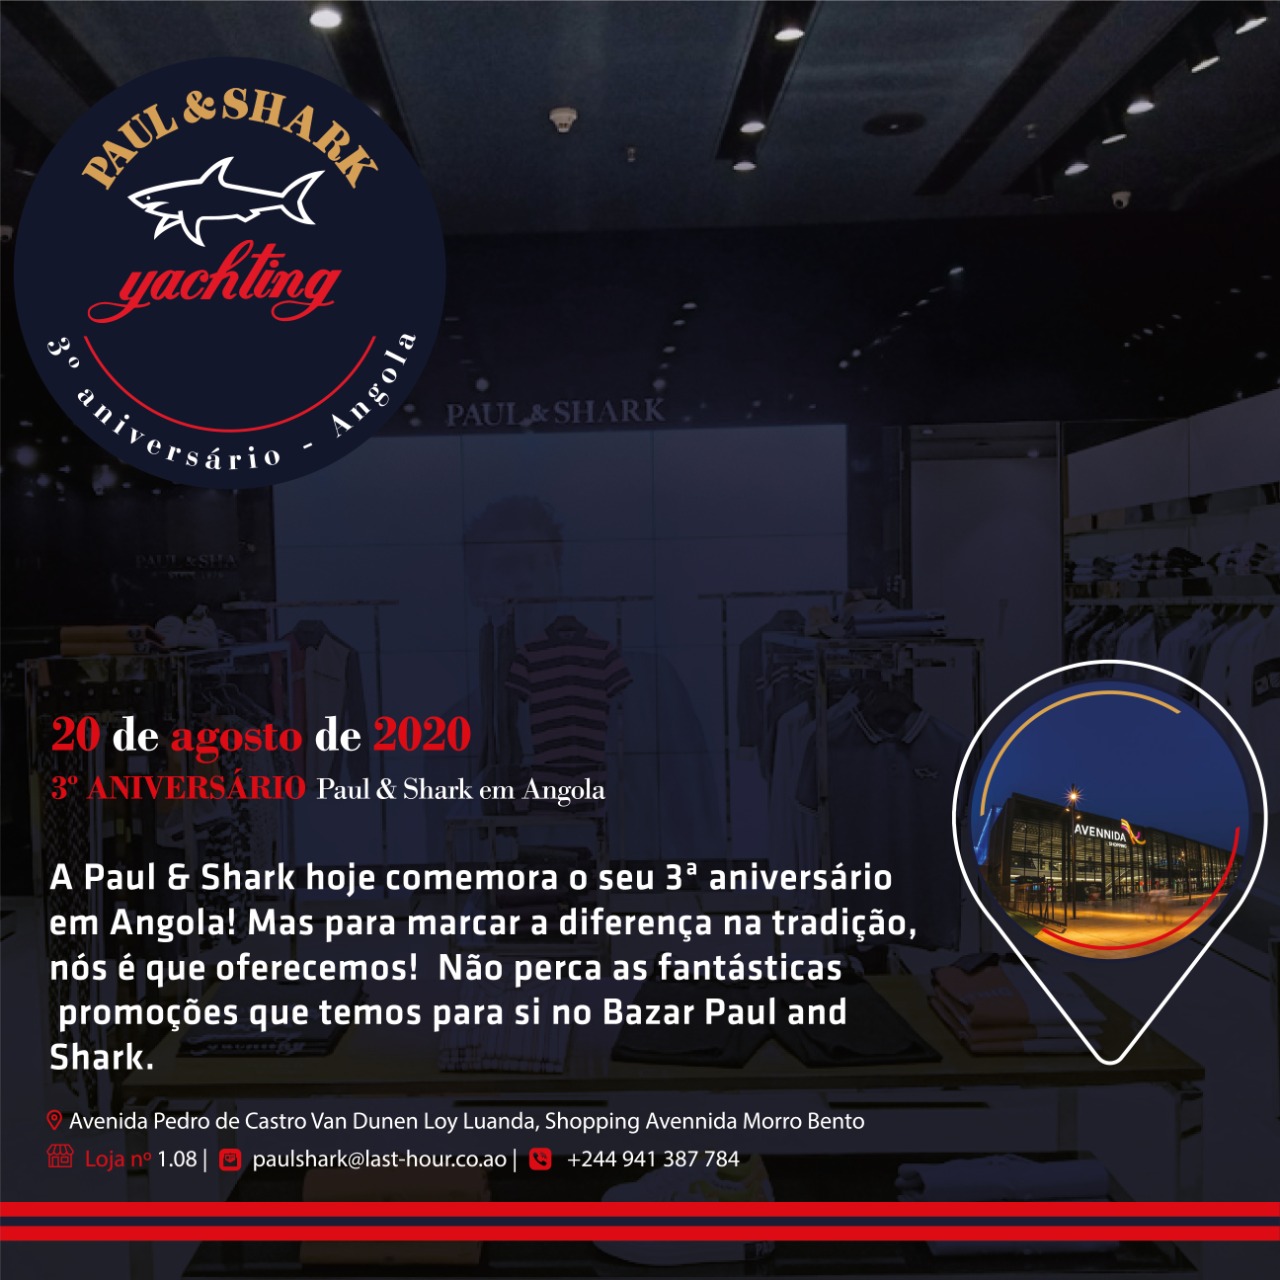 PAUL & SHARK
yachting
3º aniversário - Angola
PAUL & SHARK
PAUL & SHA
20 de agosto de 2020
3º ANIVERSÁRIO Paul & Shark em Angola
AVENNIDA
SHOPPING
A Paul & Shark hoje comemora o seu 3ª aniversário
em Angola! Mas para marcar a diferença na tradição,
nós é que oferecemos! Não perca as fantásticas
promoções que temos para si no Bazar Paul and
Shark.
Avenida Pedro de Castro Van Dunen Loy Luanda, Shopping Avennida Morro Bento
Loja nº 1.08 | paulshark@last-hour.co.ao | +244 941 387 784